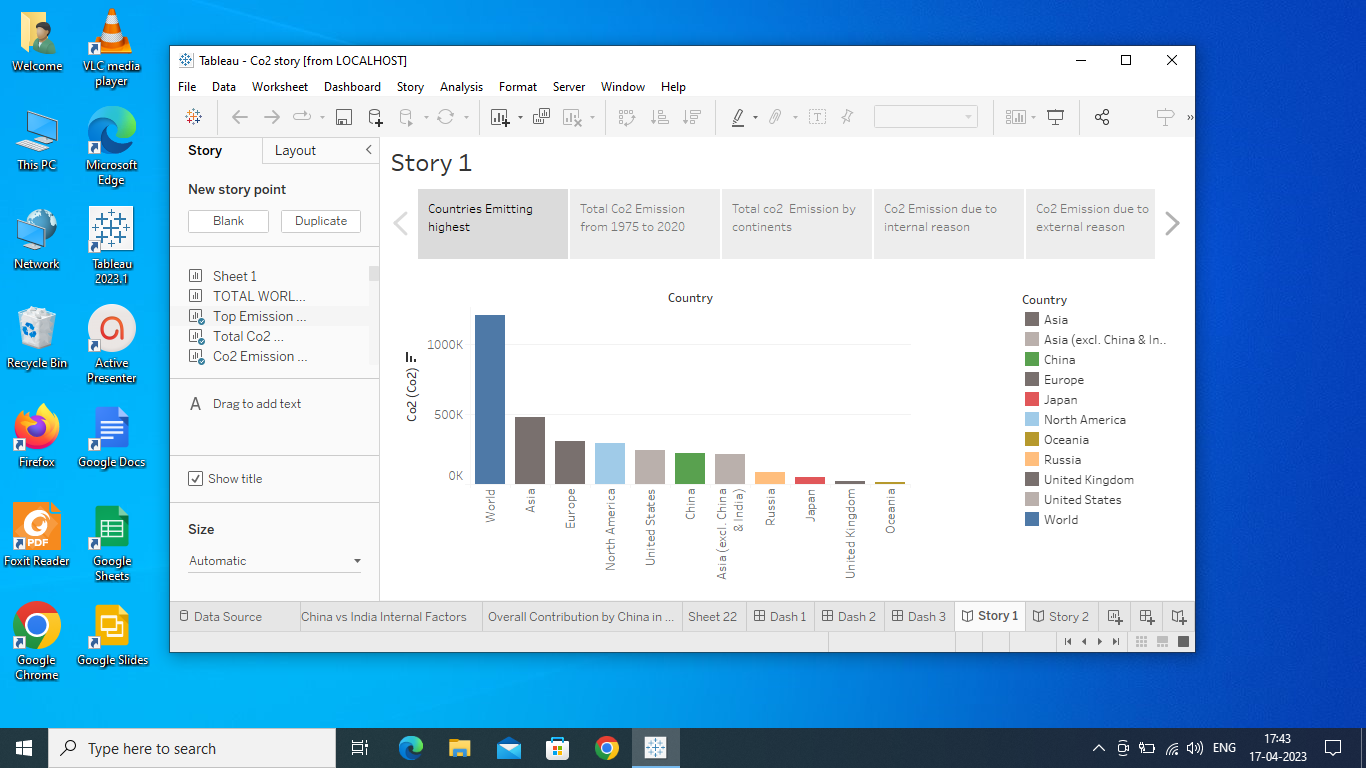 Welcome
VLC media
player
This PC
Microsoft
Edge
Network
Tableau
2023.1
Recycle Bin
Active
Presenter
Firefox
Google Docs
PDF
Foxit Reader
Google
Sheets
Google
Chrome
Google Slides
Tableau - Co2 story [from LOCALHOST]
File Data Worksheet Dashboard Story Analysis Format Server Window Help
Story Layout
New story point
Blank Duplicate
Sheet 1
TOTAL WORL...
Top Emission ...
Total Co2 ...
Co2 Emission ...
A Drag to add text
Show title
Size
Automatic
Story 1
Countries Emitting
highest
Total Co2 Emission
from 1975 to 2020
Total co2 Emission by
continents
Co2 Emission due to
internal reason
Co2 Emission due to
external reason
Country
Co2 (Co2)
1000K
500K
0K
World
Asia
Europe
North America
United States
China
Asia (excl. China
& India)
Russia
Japan
United Kingdom
Oceania
Country
Asia
Asia (excl. China & In..
China
Europe
Japan
North America
Oceania
Russia
United Kingdom
United States
World
Data Source China vs India Internal Factors Overall Contribution by China in ... Sheet 22 Dash 1 Dash 2 Dash 3 Story 1 Story 2
Type here to search
ENG
17:43
17-04-2023